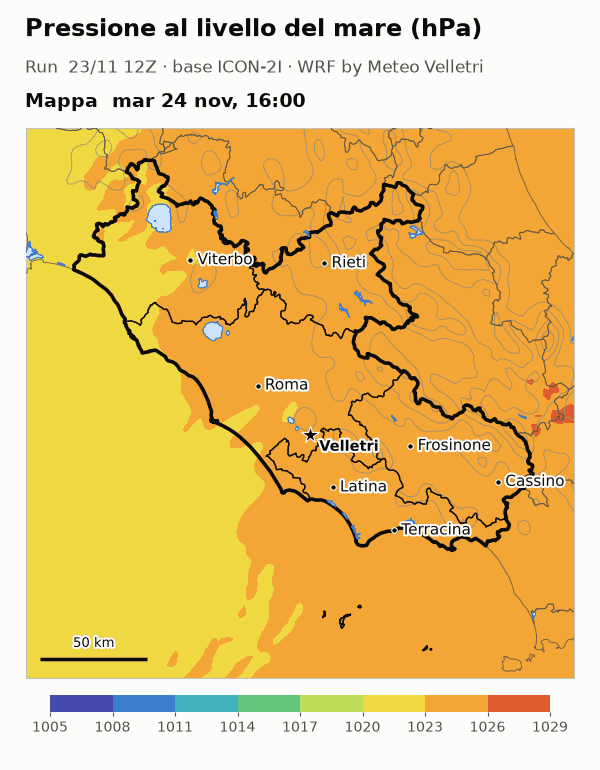 Pressione al livello del mare (hPa)
Run  23/11 12Z · base ICON-2I · WRF by Meteo Velletri
Mappa  mar 24 nov, 16:00
Viterbo
Rieti
Roma
Velletri
Frosinone
Latina
Cassino
Terracina
50 km
1005 1008 1011 1014 1017 1020 1023 1026 1029